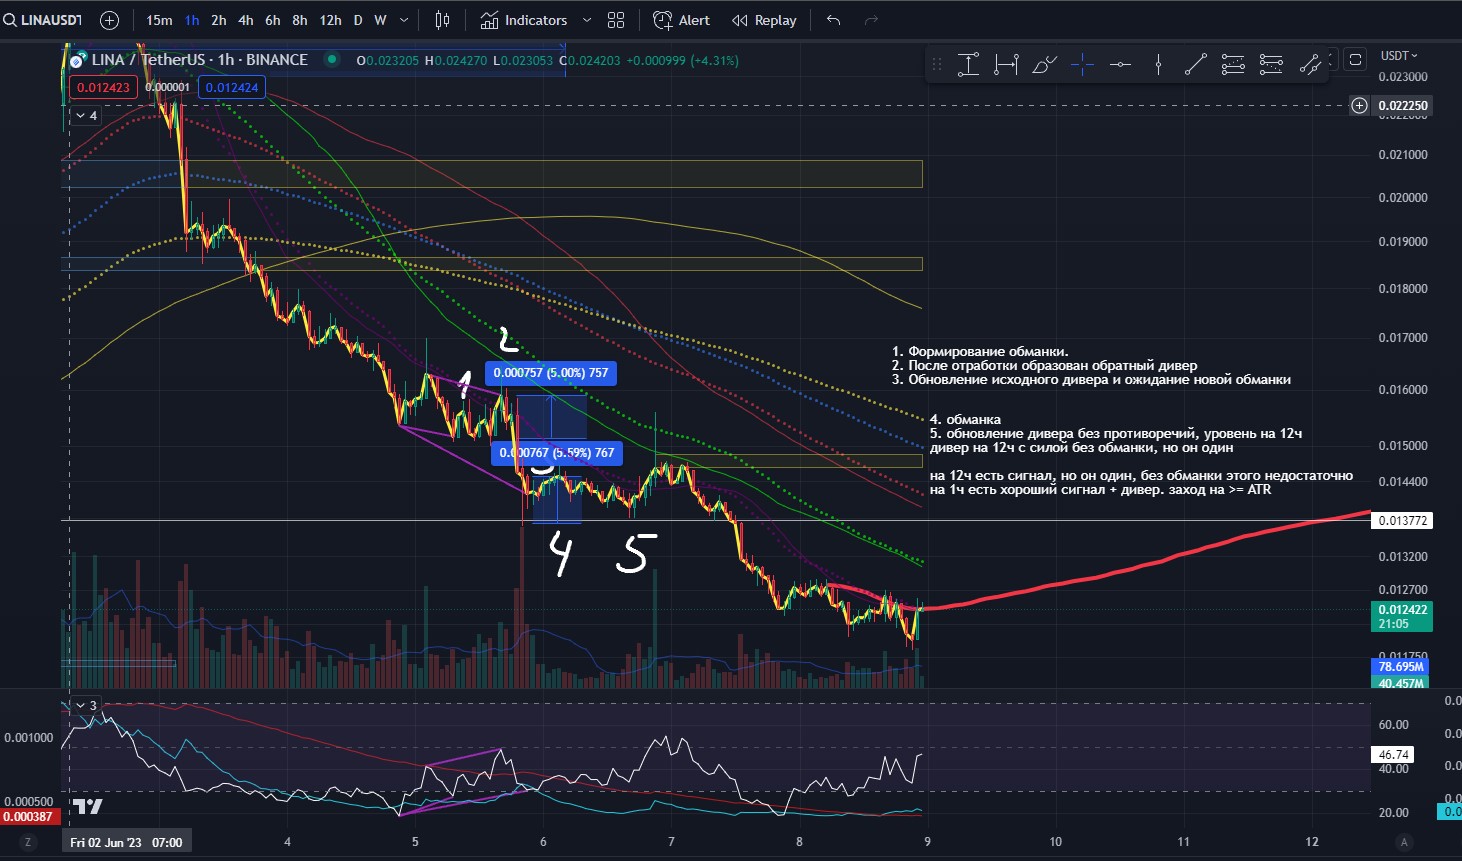 LINAUSDT
15m 1h 2h 4h 6h 8h 12h D W
Indicators
Alert
Replay
LINA / TetherUS · 1h · BINANCE
O0.023205 H0.024270 L0.023053 C0.024203 +0.000999 (+4.31%)
USDT
0.012423 0.000001 0.012424
4
0.023000
0.022250
0.021000
0.020000
0.019000
0.018000
0.017000
0.016000
0.015000
0.014400
0.013772
0.013200
0.012700
0.012422
21:05
0.011750
78.695M
40.457M
2
0.000757 (5.00%) 757
1
0.000767 (5.59%) 767
4
5
1. Формирование обманки.
2. После отработки образован обратный дивер
3. Обновление исходного дивера и ожидание новой обманки
4. обманка
5. обновление дивера без противоречий, уровень на 12ч
дивер на 12ч с силой без обманки, но он один
на 12ч есть сигнал, но он один, без обманки этого недостаточно
на 1ч есть хороший сигнал + дивер. заход на >= ATR
3
0.001000
0.000500
0.000387
60.00
46.74
40.00
20.00
Z
Fri 02 Jun '23 07:00
4 5 6 7 8 9 10 11 12
A